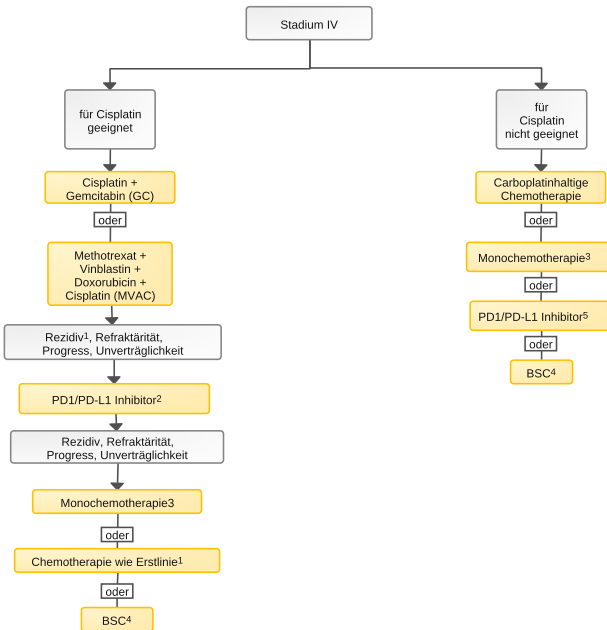 Stadium IV
für Cisplatin
geeignet
Cisplatin +
Gemcitabin (GC)
oder
Methotrexat +
Vinblastin +
Doxorubicin +
Cisplatin (MVAC)
Rezidiv¹, Refraktärität,
Progress, Unverträglichkeit
PD1/PD-L1 Inhibitor²
Rezidiv, Refraktärität,
Progress, Unverträglichkeit
Monochemotherapie3
oder
Chemotherapie wie Erstlinie¹
oder
BSC⁴
für
Cisplatin
nicht geeignet
Carboplatinhaltige
Chemotherapie
oder
Monochemotherapie³
oder
PD1/PD-L1 Inhibitor⁵
oder
BSC⁴